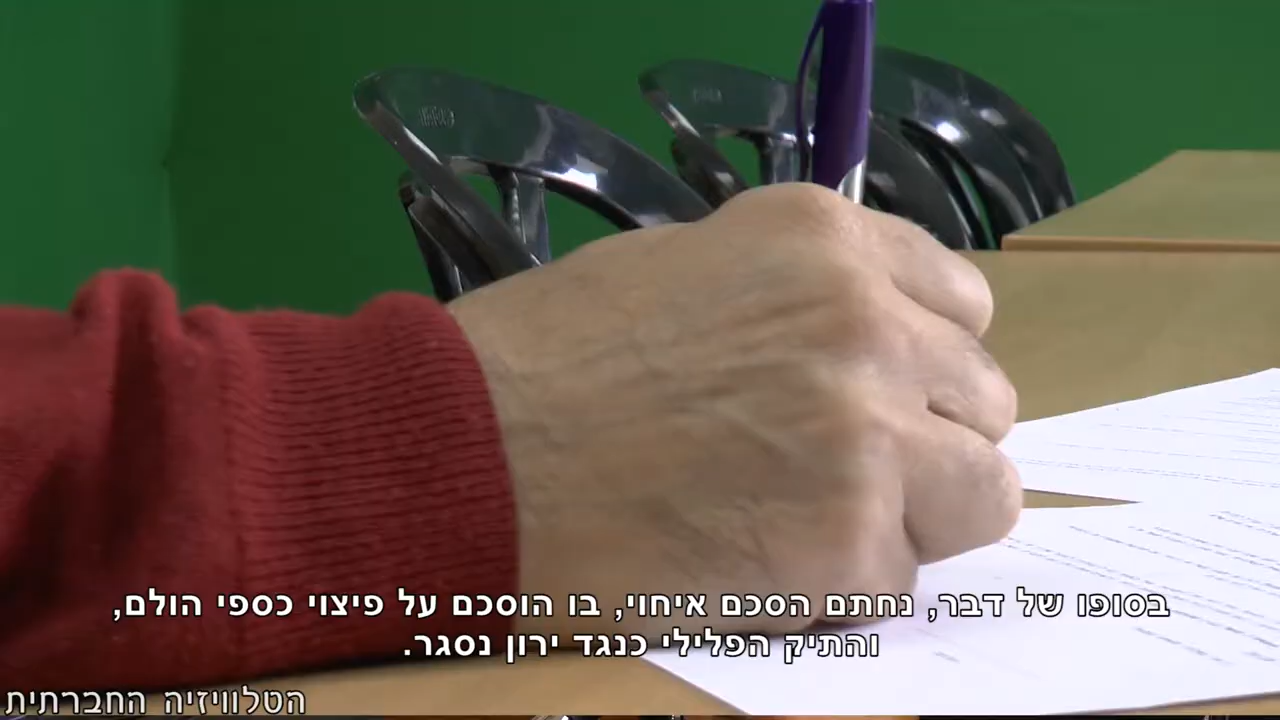 בסופו של דבר, נחתם הסכם איחוי, בו הוסכם על פיצוי כספי הולם,
והתיק הפלילי כנגד ירון נסגר.
הטלוויזיה החברתית